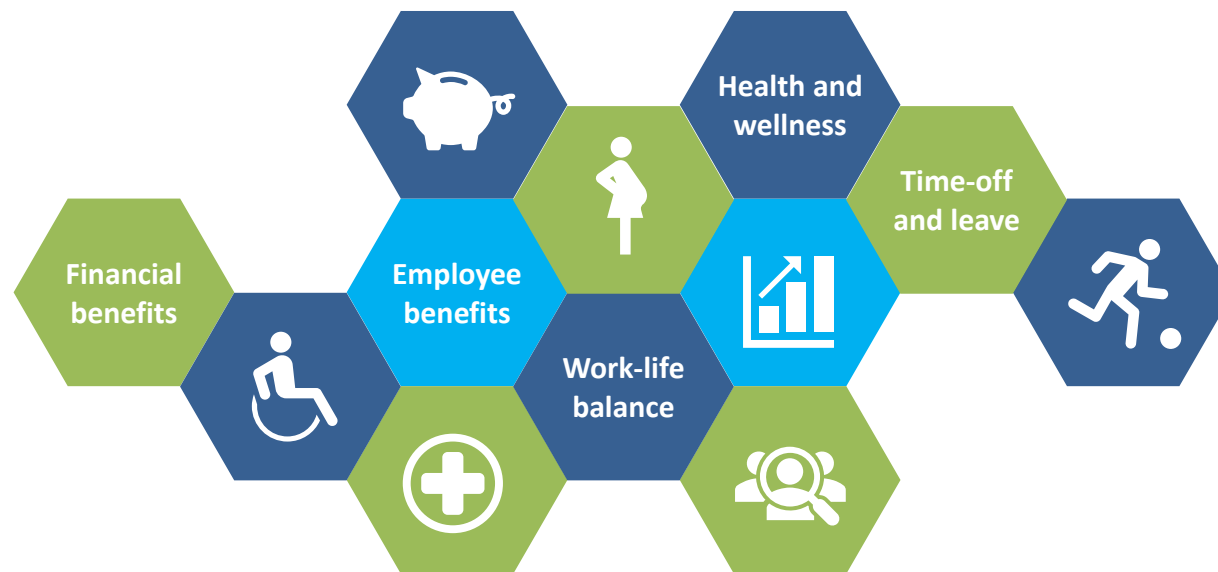 Health and
wellness
Time-off
and leave
Financial
benefits
Employee
benefits
Work-life
balance